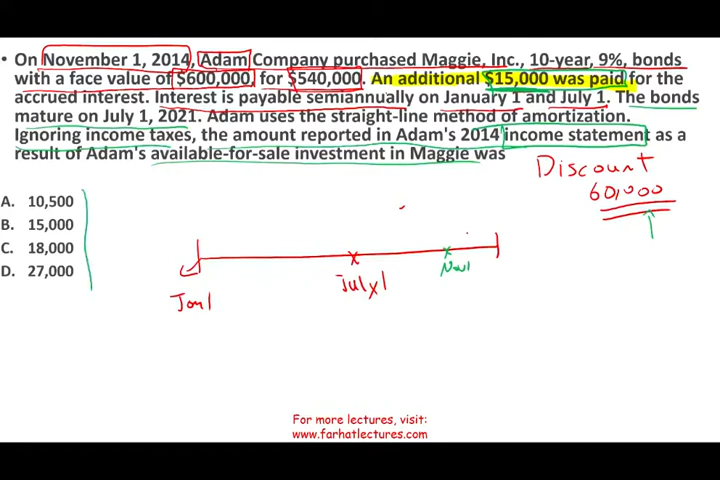 • On November 1, 2014, Adam Company purchased Maggie, Inc., 10-year, 9%, bonds
with a face value of $600,000, for $540,000. An additional $15,000 was paid for the
accrued interest. Interest is payable semiannually on January 1 and July 1. The bonds
mature on July 1, 2021. Adam uses the straight-line method of amortization.
Ignoring income taxes, the amount reported in Adam's 2014 income statement as a
result of Adam's available-for-sale investment in Maggie was
Discount
60,000
A. 10,500
B. 15,000
C. 18,000
D. 27,000
Jan 1
July 1
Nov 1
For more lectures, visit:
www.farhatlectures.com